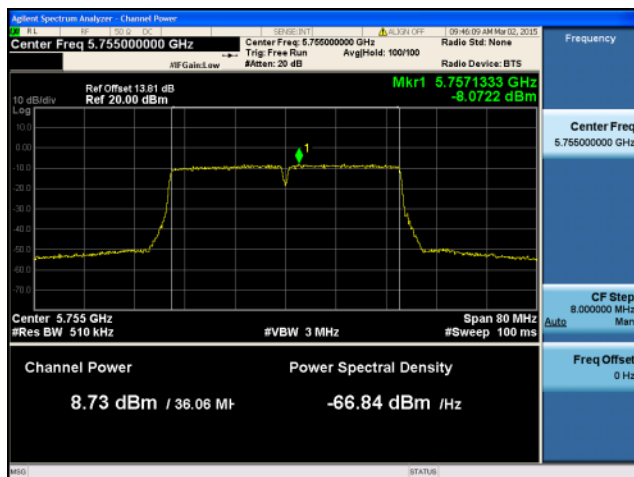 Agilent Spectrum Analyzer - Channel Power
RL RF 50 Ω DC SENSE:INT ALIGN OFF 09:46:09 AM Mar 02, 2015
Center Freq 5.755000000 GHz
Center Freq: 5.755000000 GHz
Radio Std: None
Trig: Free Run Avg|Hold: 100/100
#IFGain:Low
#Atten: 20 dB
Radio Device: BTS
Frequency
Mkr1 5.7571333 GHz
-8.0722 dBm
Ref Offset 13.81 dB
10 dB/div Ref 20.00 dBm
Log
10.0
0.00
-10.0
-20.0
-30.0
-40.0
-50.0
-60.0
-70.0
1
Center 5.755 GHz
Span 80 MHz
#Res BW 510 kHz
#VBW 3 MHz
#Sweep 100 ms
Center Freq
5.755000000 GHz
CF Step
8.000000 MHz
Auto Man
Freq Offset
0 Hz
Channel Power
Power Spectral Density
8.73 dBm / 36.06 MH
-66.84 dBm /Hz
MSG
STATUS